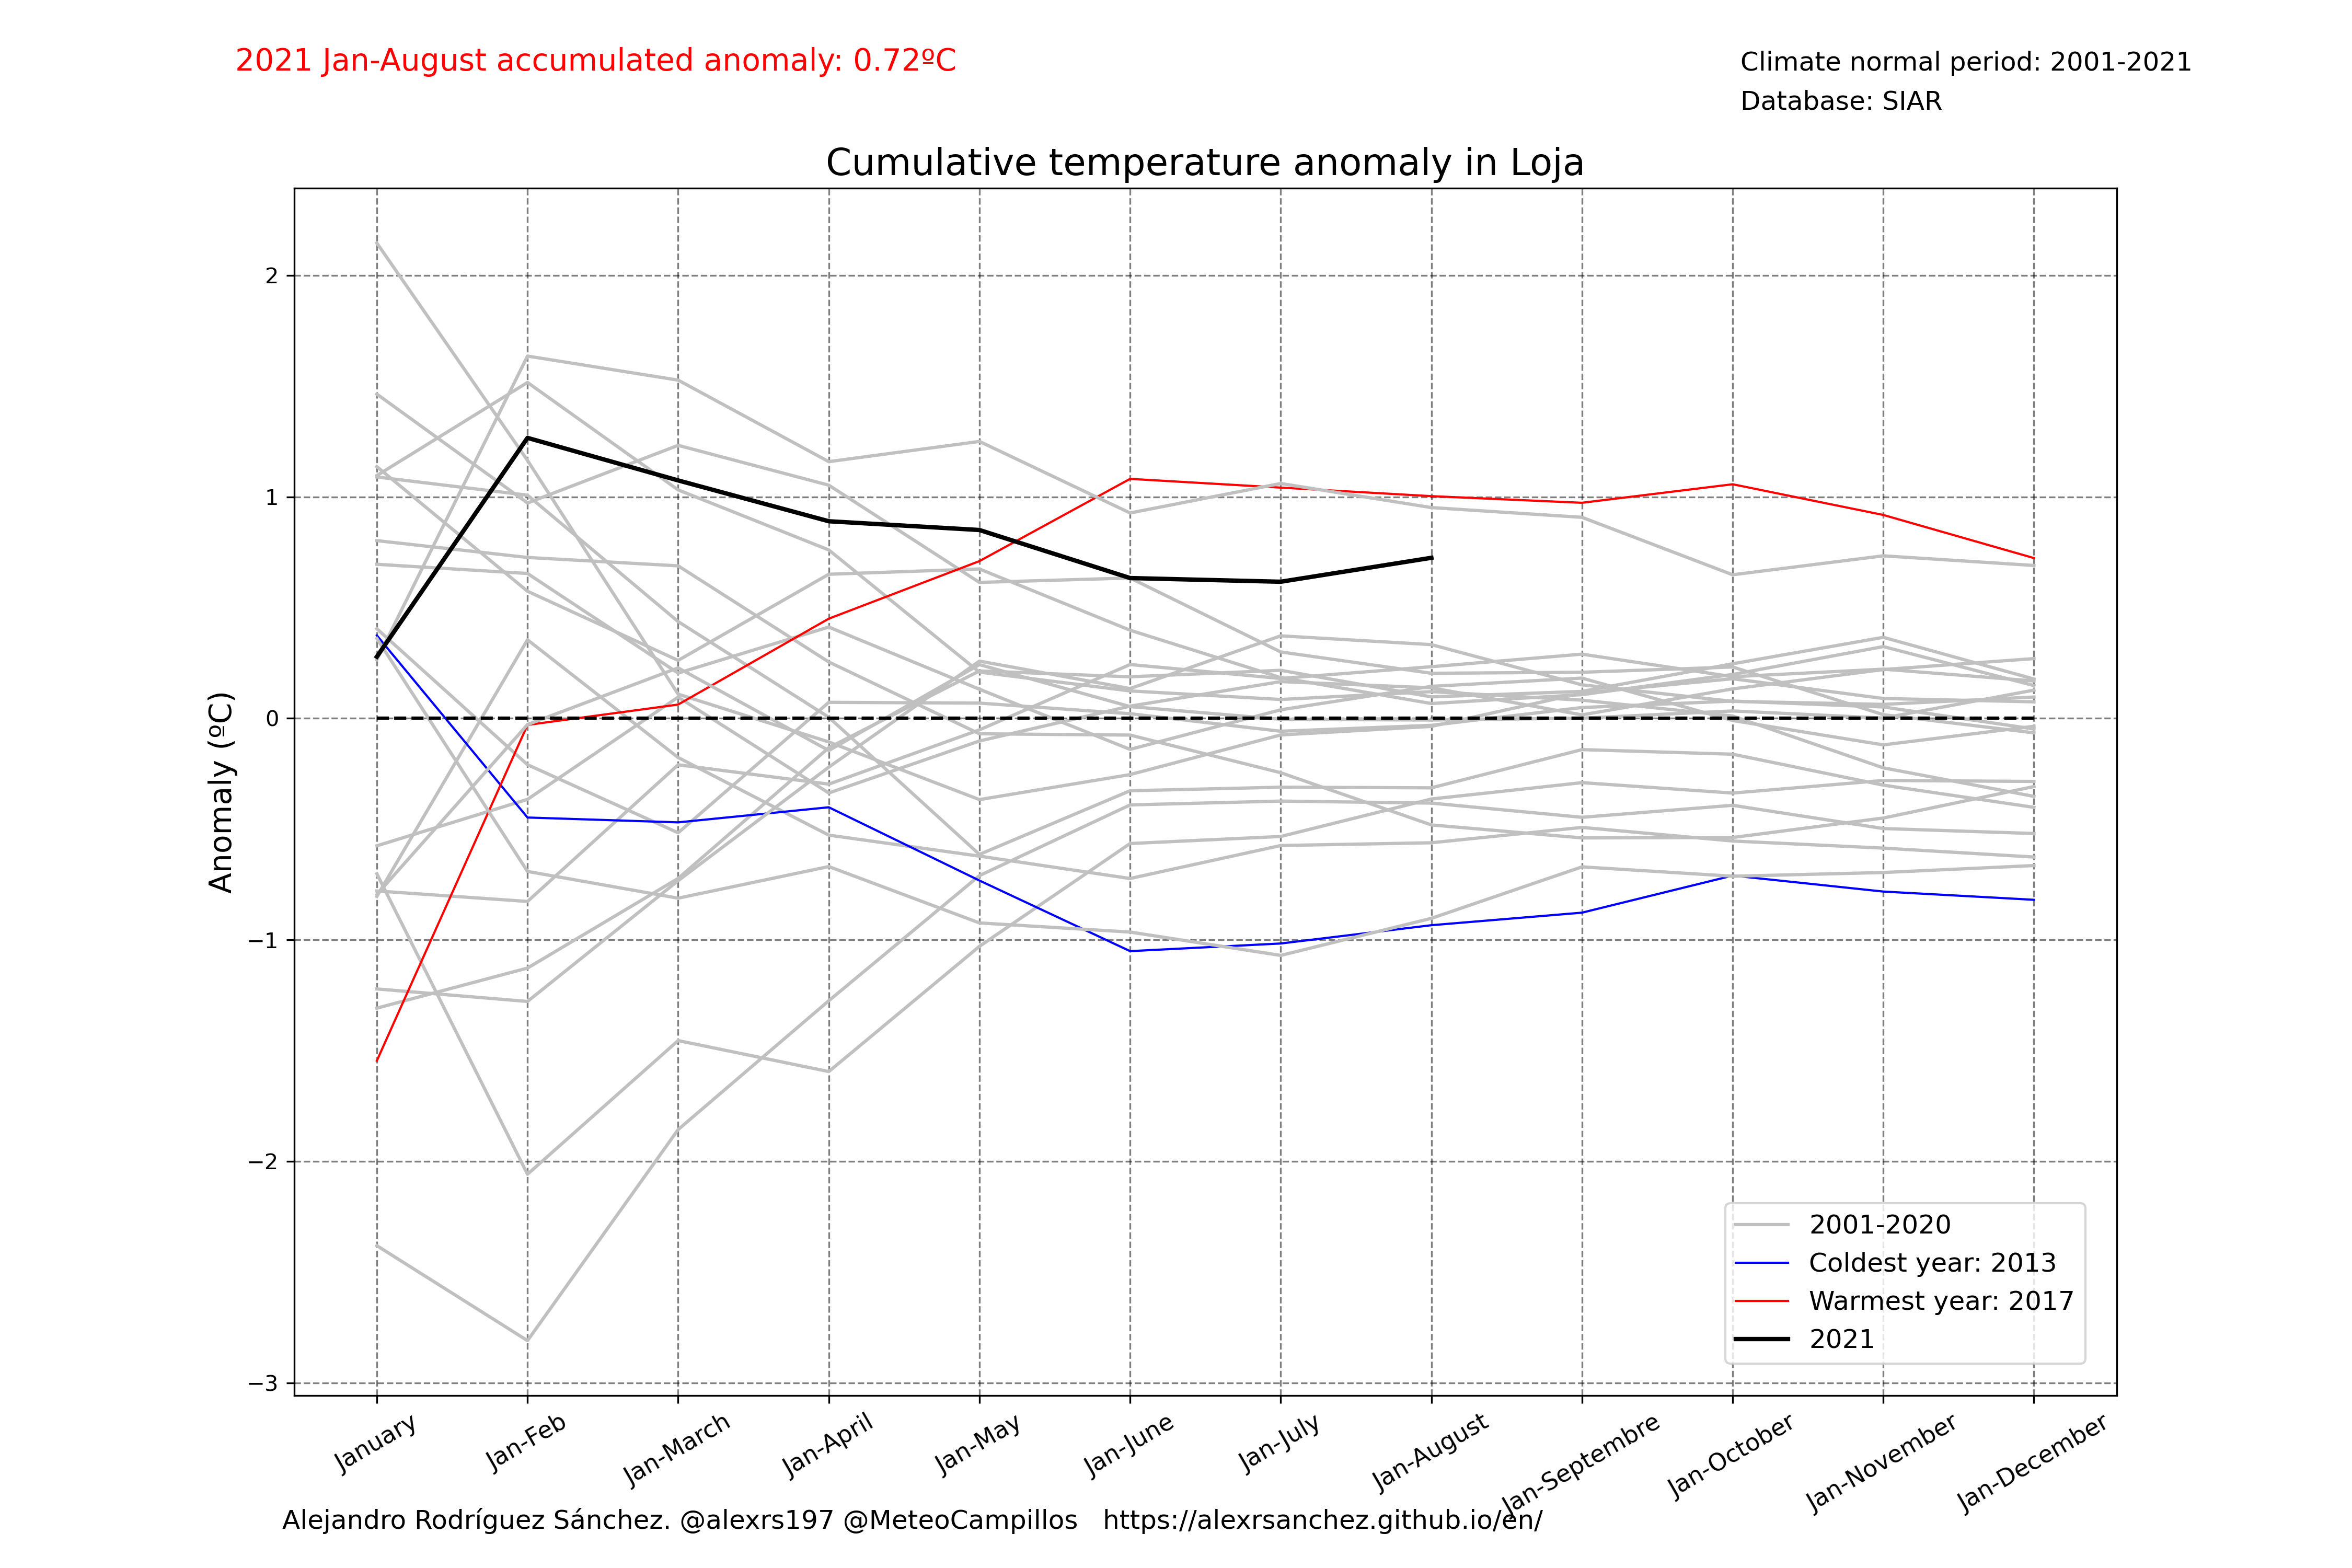 2021 Jan-August accumulated anomaly: 0.72ºC
Climate normal period: 2001-2021
Database: SIAR
Cumulative temperature anomaly in Loja
Anomaly (ºC)
2
1
0
−1
−2
−3
2001-2020
Coldest year: 2013
Warmest year: 2017
2021
January
Jan-Feb
Jan-March
Jan-April
Jan-May
Jan-June
Jan-July
Jan-August
Jan-Septembre
Jan-October
Jan-November
Jan-December
Alejandro Rodríguez Sánchez. @alexrs197 @MeteoCampillos https://alexrsanchez.github.io/en/